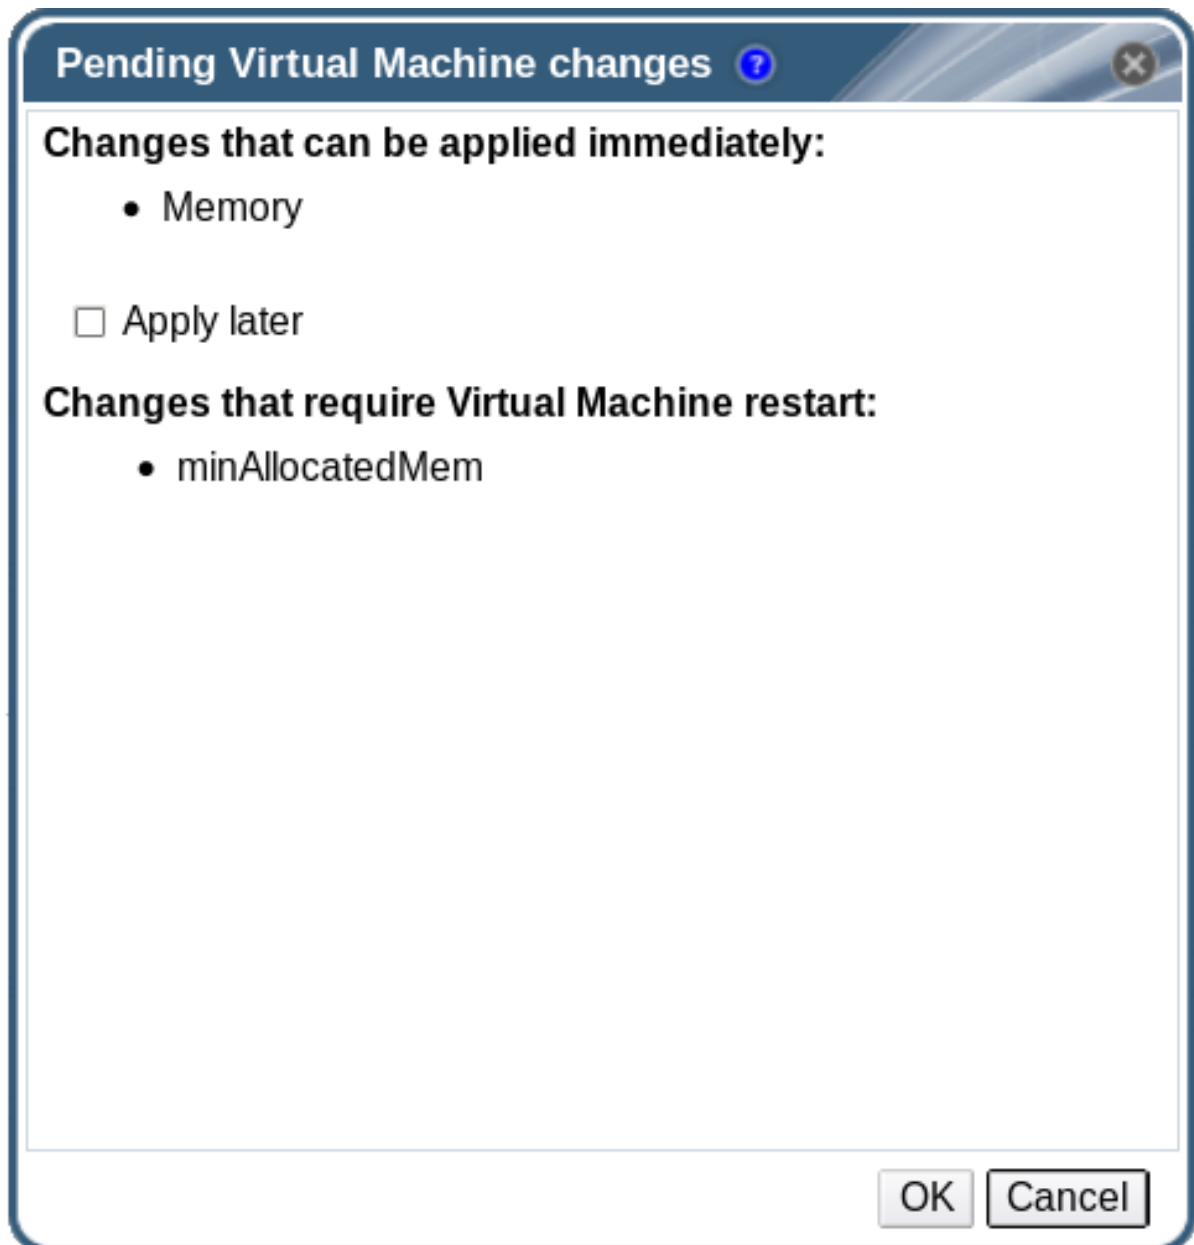 Pending Virtual Machine changes ?
Changes that can be applied immediately:
• Memory
Apply later
Changes that require Virtual Machine restart:
• minAllocatedMem
OK Cancel